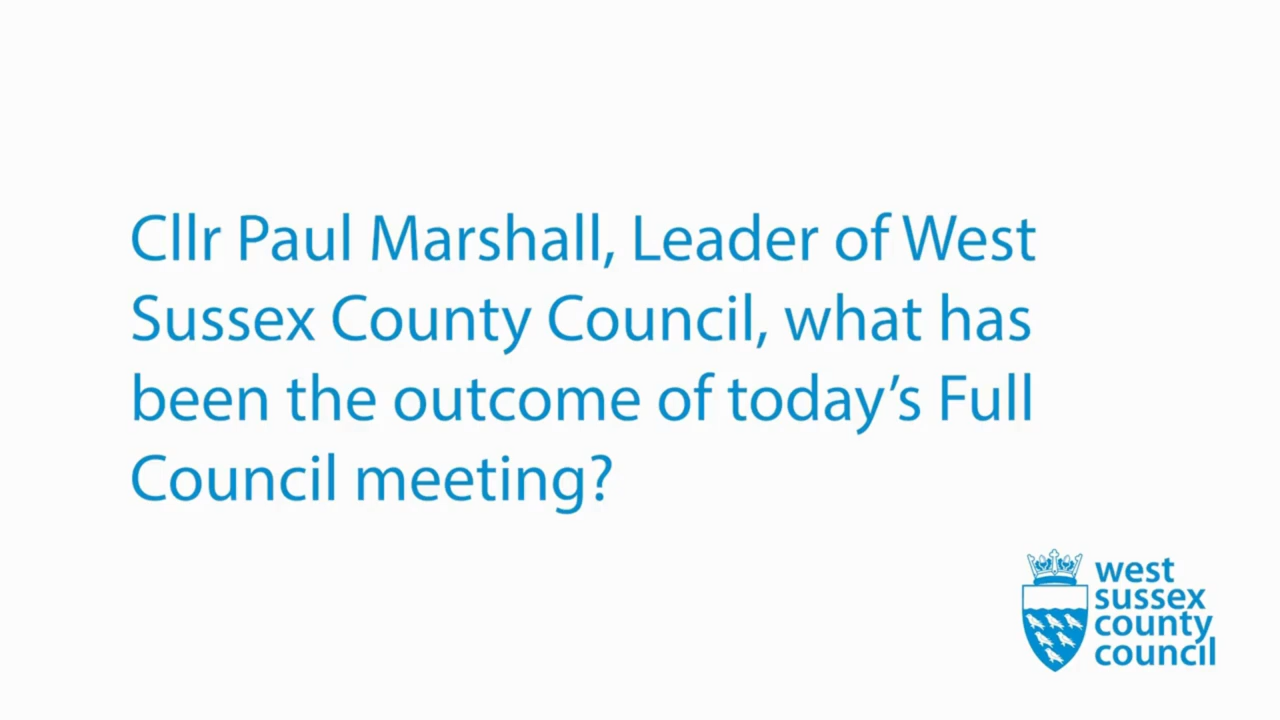 Cllr Paul Marshall, Leader of West
Sussex County Council, what has
been the outcome of today’s Full
Council meeting?
west
sussex
county
council